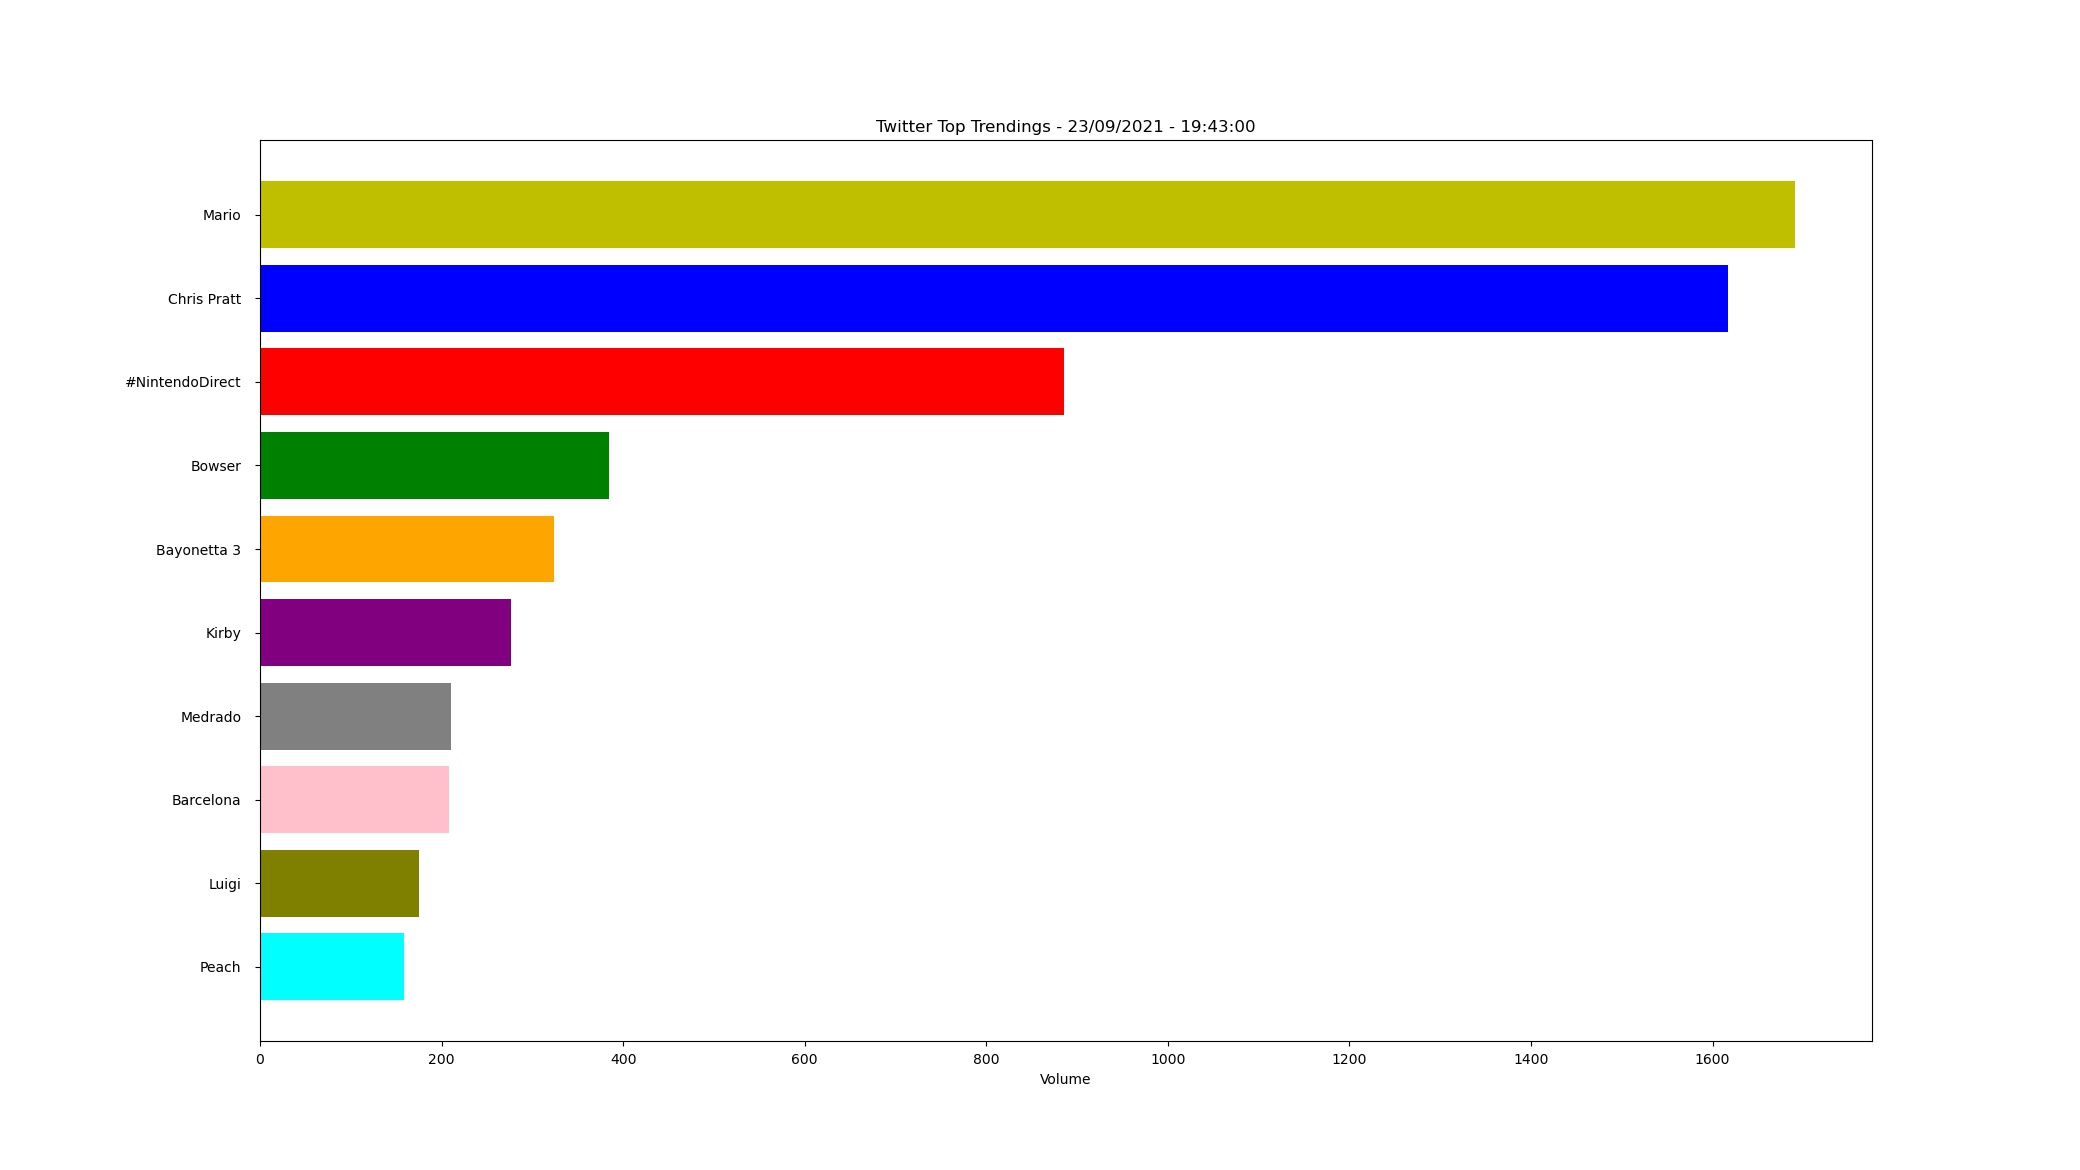 Twitter Top Trendings - 23/09/2021 - 19:43:00
Mario
Chris Pratt
#NintendoDirect
Bowser
Bayonetta 3
Kirby
Medrado
Barcelona
Luigi
Peach
0 200 400 600 800 1000 1200 1400 1600
Volume